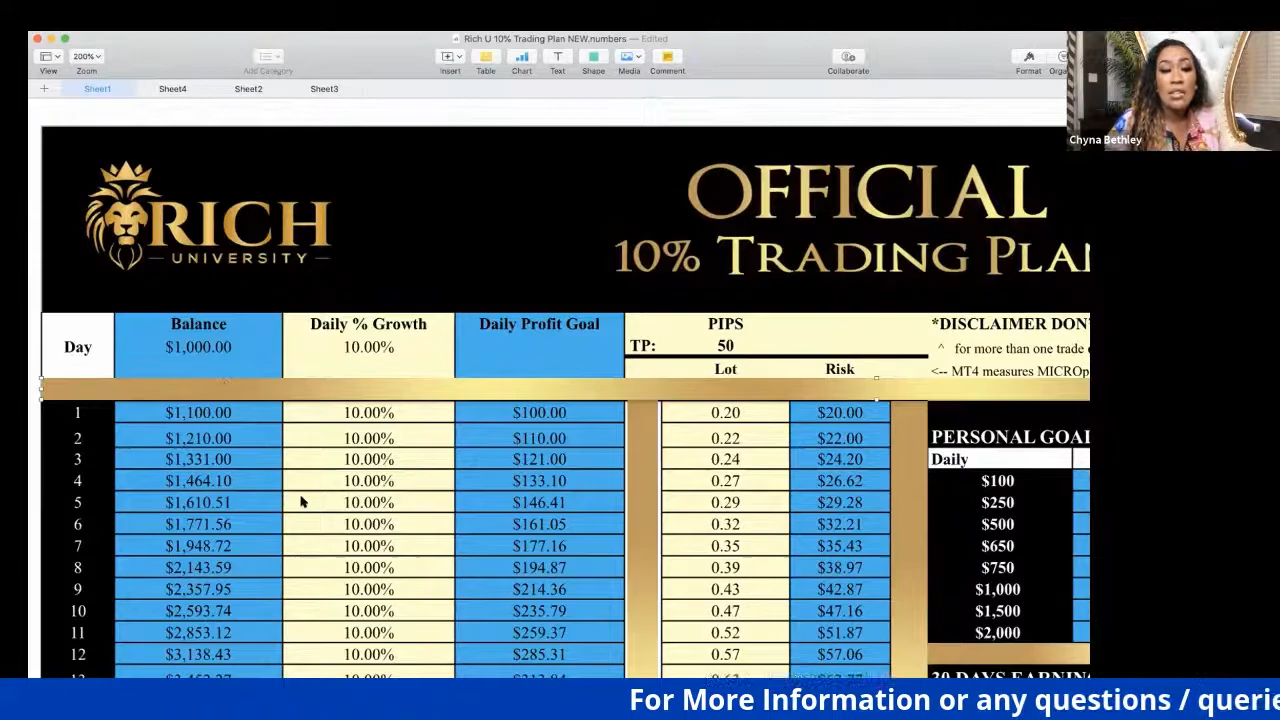 Rich U 10% Trading Plan NEW.numbers — Edited
200%
View Zoom Add Category Insert Table Chart Text Shape Media Comment Collaborate Format
Sheet1 Sheet4 Sheet2 Sheet3
Chyna Bethley
RICH
UNIVERSITY
OFFICIAL
10% TRADING PLAN
Balance Daily % Growth Daily Profit Goal PIPS *DISCLAIMER DON'
Day $1,000.00 10.00% TP: 50 ^ for more than one trade
Lot Risk <-- MT4 measures MICROp
1 $1,100.00 10.00% $100.00 0.20 $20.00
2 $1,210.00 10.00% $110.00 0.22 $22.00 PERSONAL GOAL
3 $1,331.00 10.00% $121.00 0.24 $24.20 Daily
4 $1,464.10 10.00% $133.10 0.27 $26.62 $100
5 $1,610.51 10.00% $146.41 0.29 $29.28 $250
6 $1,771.56 10.00% $161.05 0.32 $32.21 $500
7 $1,948.72 10.00% $177.16 0.35 $35.43 $650
8 $2,143.59 10.00% $194.87 0.39 $38.97 $750
9 $2,357.95 10.00% $214.36 0.43 $42.87 $1,000
10 $2,593.74 10.00% $235.79 0.47 $47.16 $1,500
11 $2,853.12 10.00% $259.37 0.52 $51.87 $2,000
12 $3,138.43 10.00% $285.31 0.57 $57.06
For More Information or any questions / querie